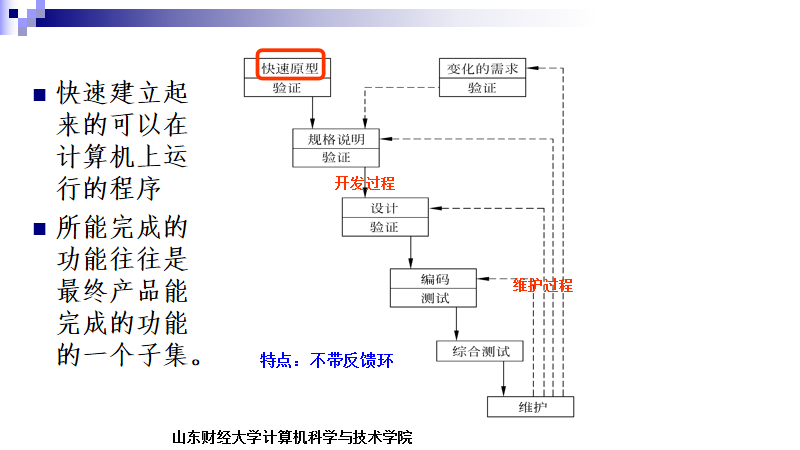 快速建立起
来的可以在
计算机上运
行的程序
所能完成的
功能往往是
最终产品能
完成的功能
的一个子集。
快速原型
验证
变化的需求
验证
规格说明
验证
开发过程
设计
验证
编码
测试
维护过程
综合测试
特点：不带反馈环
维护
山东财经大学计算机科学与技术学院